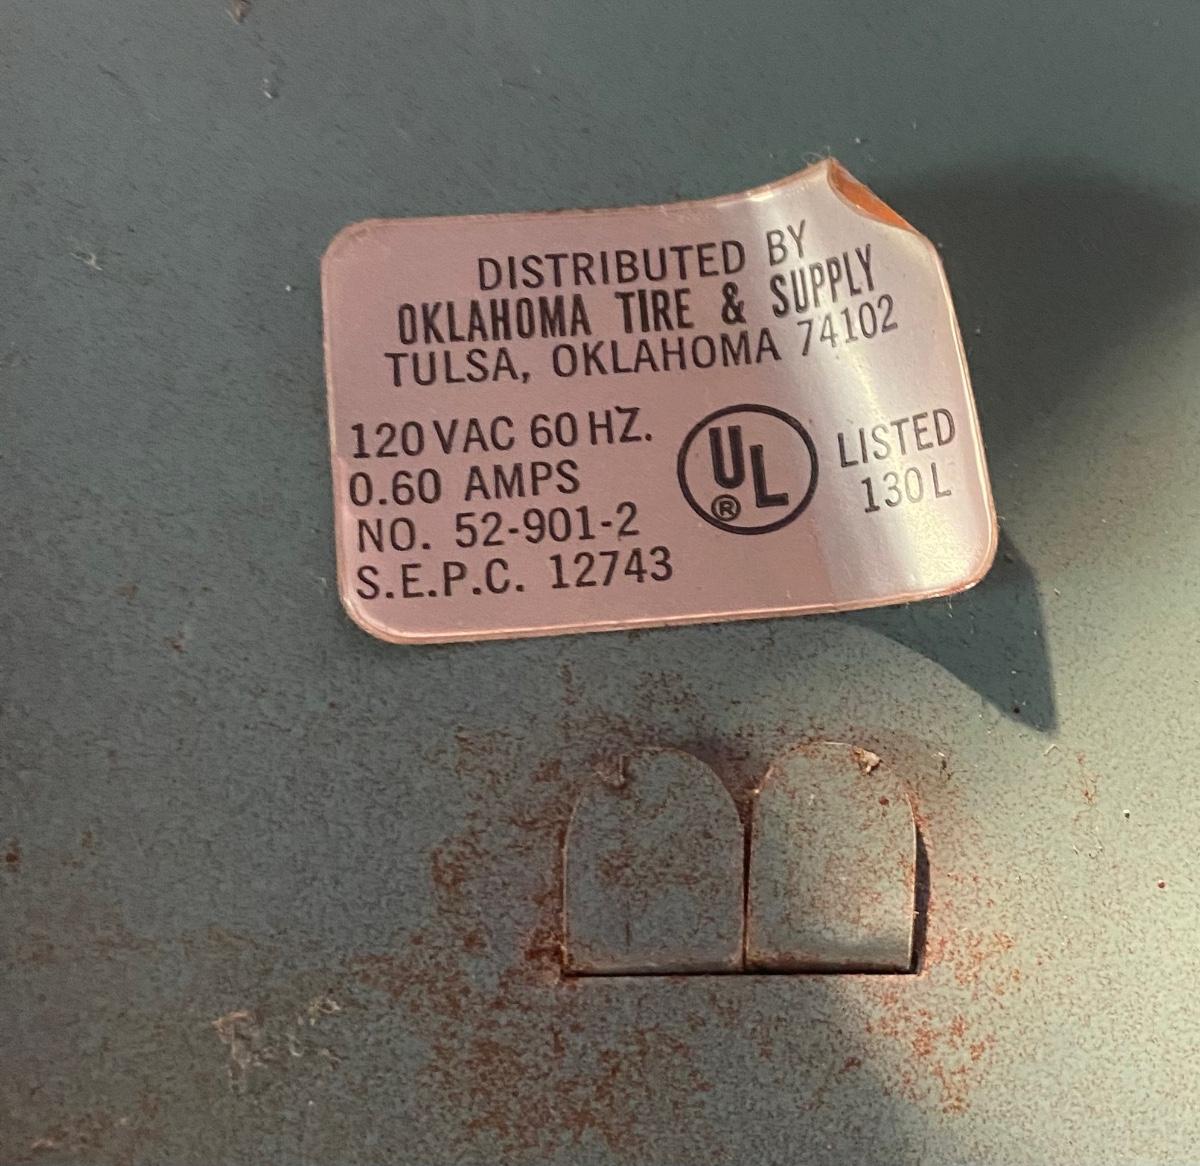 DISTRIBUTED BY
OKLAHOMA TIRE & SUPPLY
TULSA, OKLAHOMA 74102
120 VAC 60 HZ.
0.60 AMPS
NO. 52-901-2
S.E.P.C. 12743
UL
®
LISTED
130L